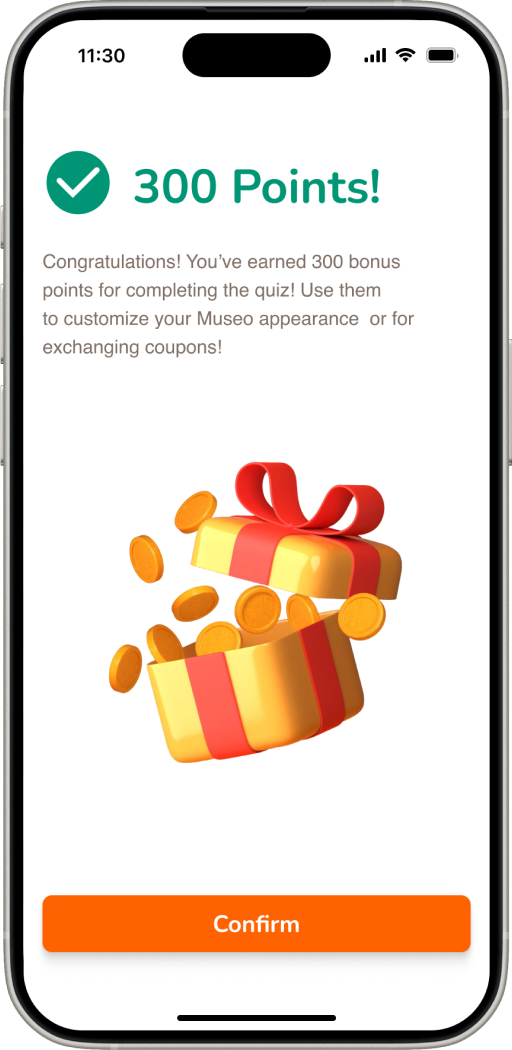 11:30
300 Points!
Congratulations! You’ve earned 300 bonus
points for completing the quiz! Use them
to customize your Museo appearance  or for
exchanging coupons!
Confirm